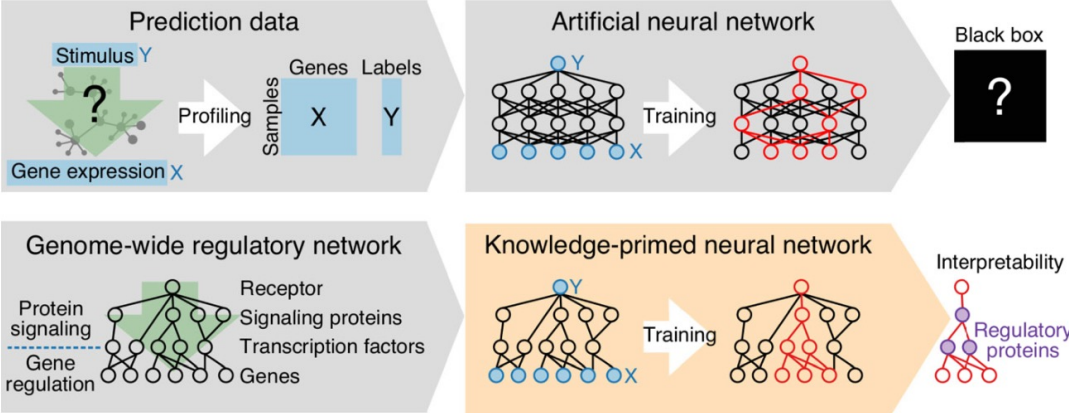 Prediction data
Stimulus Y
?
Gene expression X
Profiling
Genes
Labels
Samples
X
Y
Artificial neural network
Y
X
Training
Black box
?
Genome-wide regulatory network
Protein
signaling
Gene
regulation
Receptor
Signaling proteins
Transcription factors
Genes
Knowledge-primed neural network
Y
X
Training
Interpretability
Regulatory
proteins